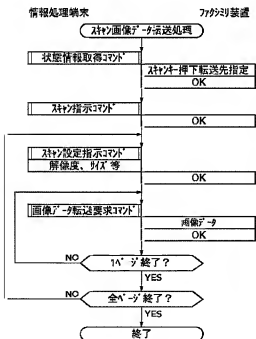 情報処理端末
ファクシミリ装置
スキャン画像データ転送処理
状態情報取得コマンド
スキャンキー押下転送先指定
OK
スキャン指示コマンド
OK
スキャン設定指示コマンド
解像度、サイズ等
OK
画像データ転送要求コマンド
画像データ
OK
NO
1ページ終了?
YES
NO
全ページ終了?
YES
終了